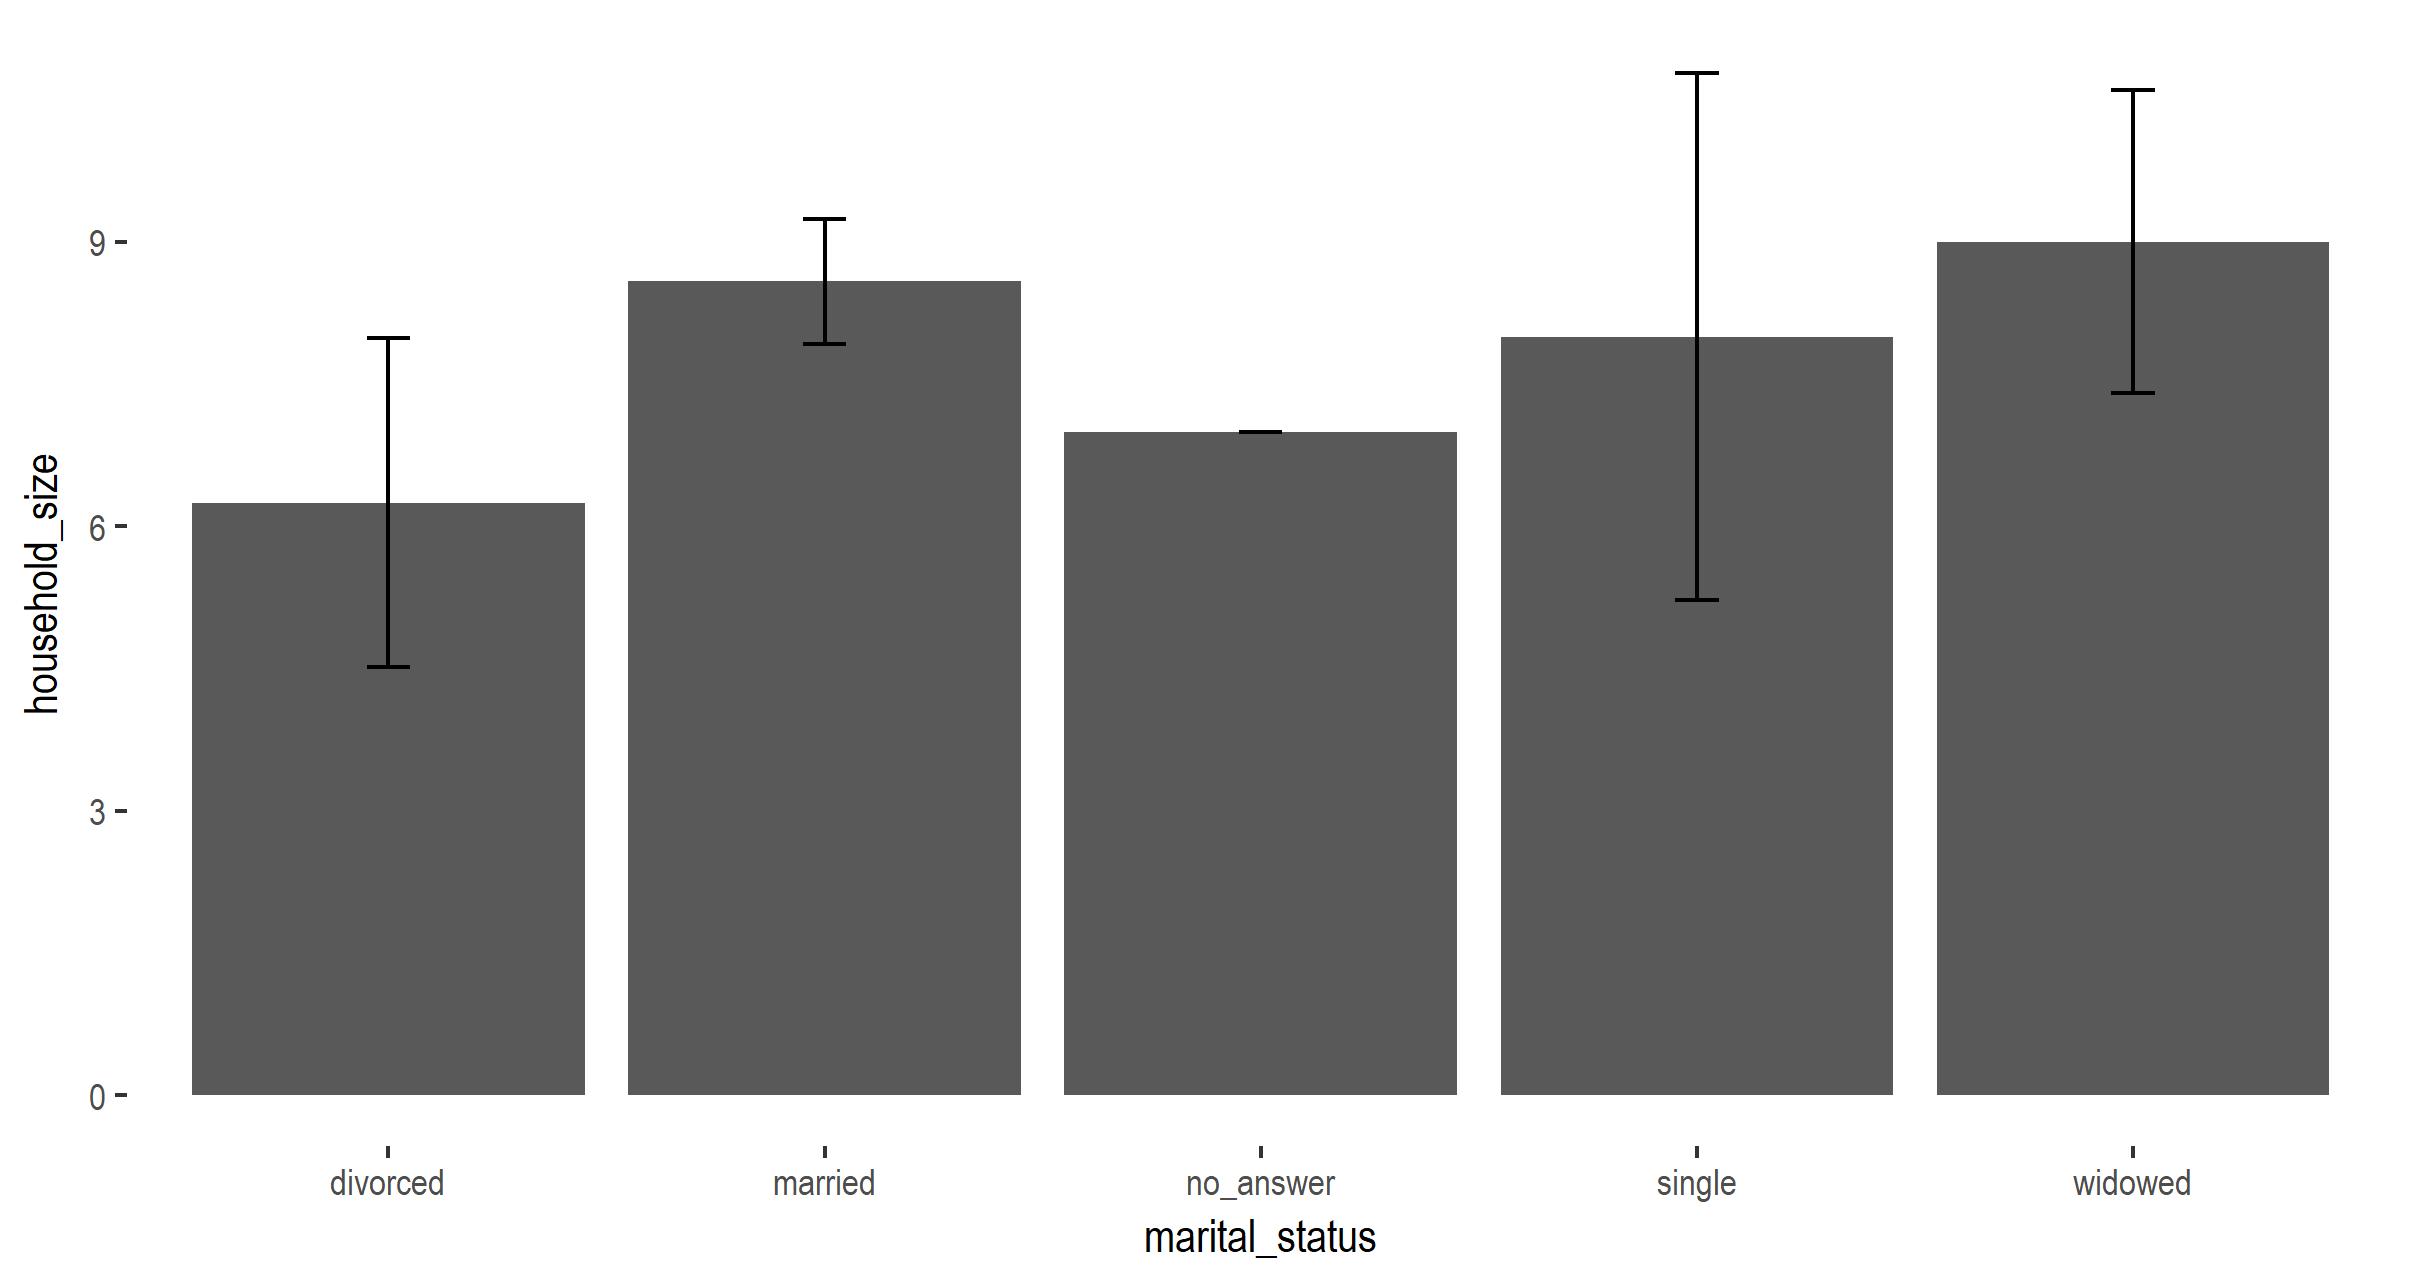 household_size
9
6
3
0
divorced married no_answer single widowed
marital_status